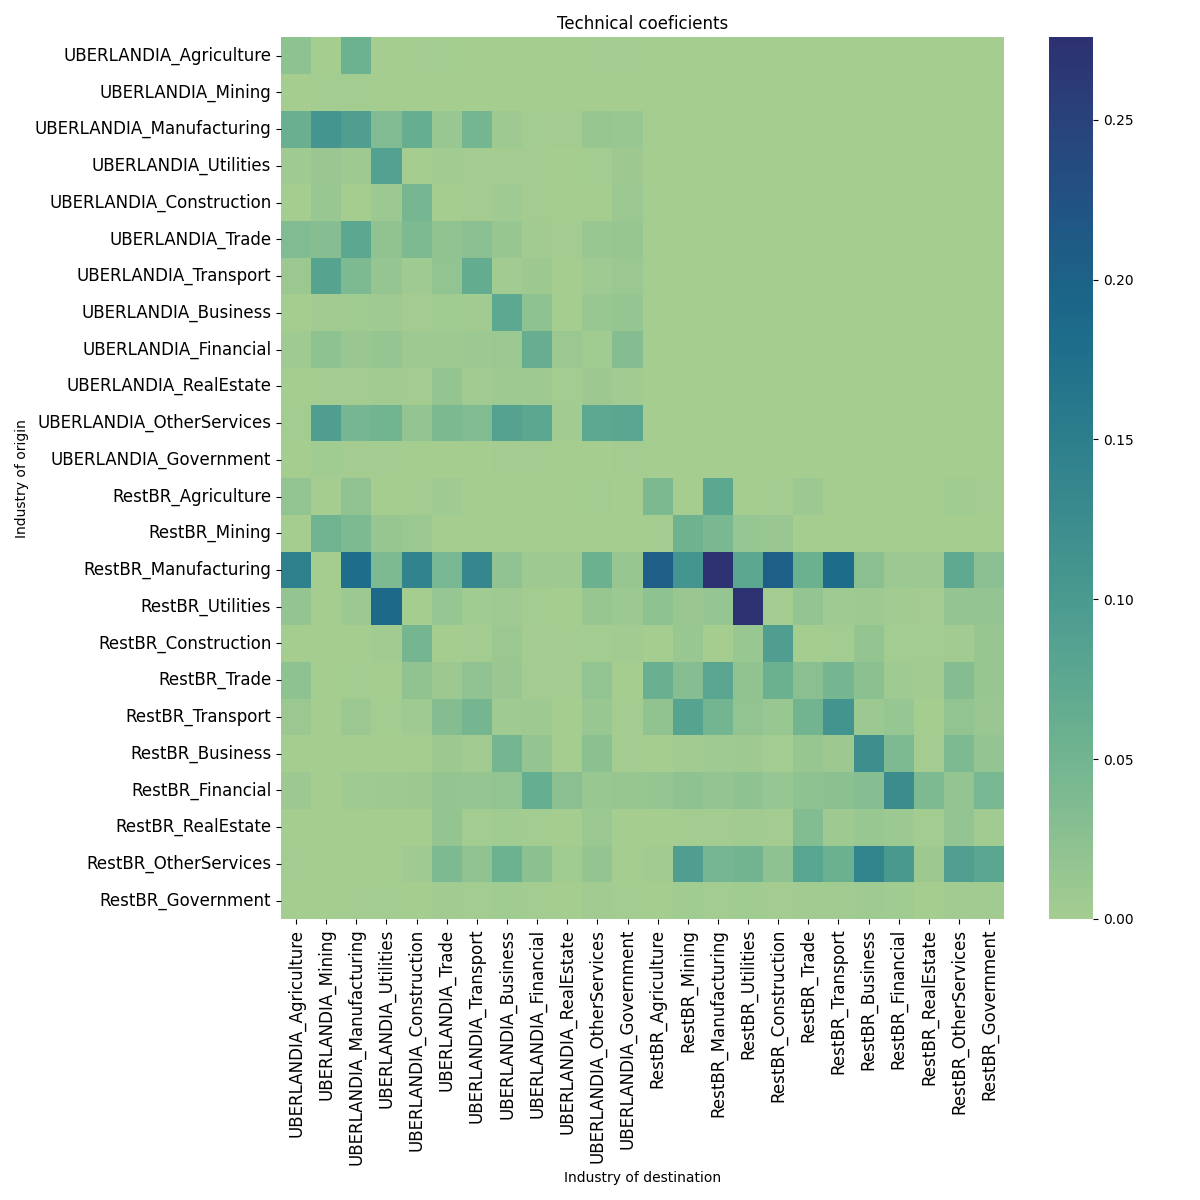 Technical coeficients
UBERLANDIA_Agriculture
UBERLANDIA_Mining
UBERLANDIA_Manufacturing
UBERLANDIA_Utilities
UBERLANDIA_Construction
UBERLANDIA_Trade
UBERLANDIA_Transport
UBERLANDIA_Business
UBERLANDIA_Financial
UBERLANDIA_RealEstate
UBERLANDIA_OtherServices
UBERLANDIA_Government
RestBR_Agriculture
RestBR_Mining
RestBR_Manufacturing
RestBR_Utilities
RestBR_Construction
RestBR_Trade
RestBR_Transport
RestBR_Business
RestBR_Financial
RestBR_RealEstate
RestBR_OtherServices
RestBR_Government
Industry of origin
UBERLANDIA_Agriculture
UBERLANDIA_Mining
UBERLANDIA_Manufacturing
UBERLANDIA_Utilities
UBERLANDIA_Construction
UBERLANDIA_Trade
UBERLANDIA_Transport
UBERLANDIA_Business
UBERLANDIA_Financial
UBERLANDIA_RealEstate
UBERLANDIA_OtherServices
UBERLANDIA_Government
RestBR_Agriculture
RestBR_Mining
RestBR_Manufacturing
RestBR_Utilities
RestBR_Construction
RestBR_Trade
RestBR_Transport
RestBR_Business
RestBR_Financial
RestBR_RealEstate
RestBR_OtherServices
RestBR_Government
Industry of destination
0.25
0.20
0.15
0.10
0.05
0.00